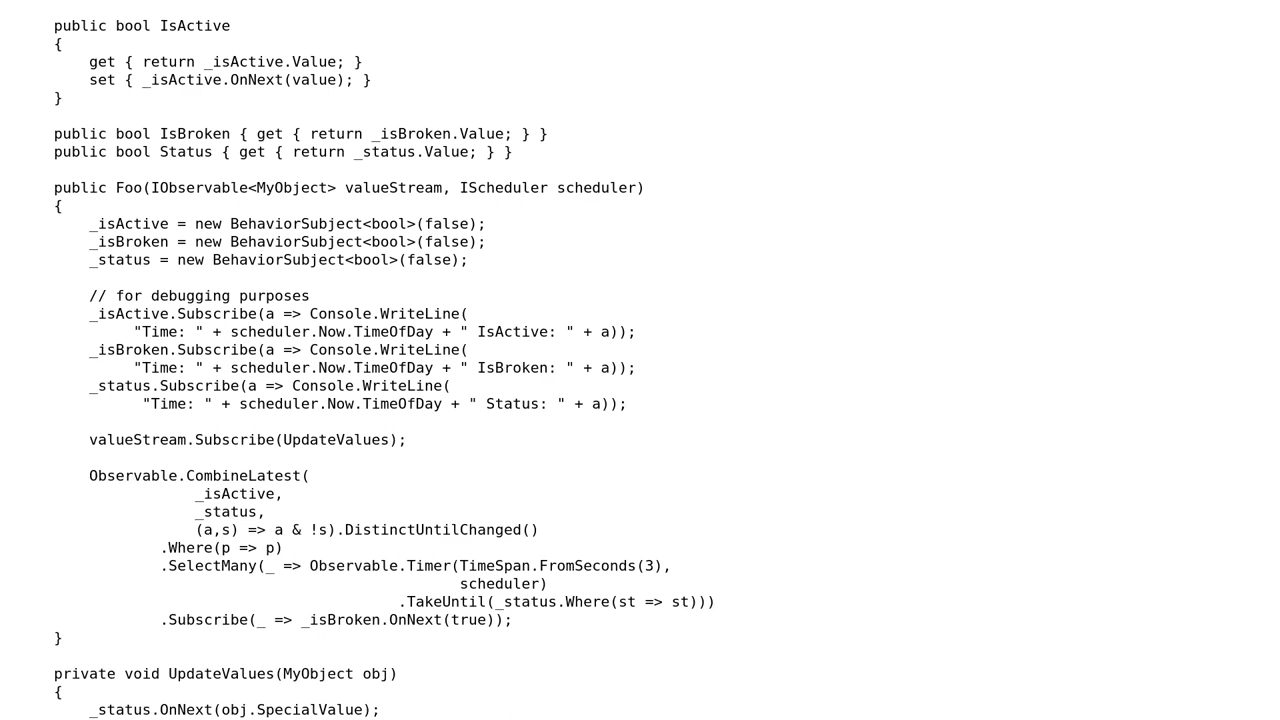 public bool IsActive
{
    get { return _isActive.Value; }
    set { _isActive.OnNext(value); }
}

public bool IsBroken { get { return _isBroken.Value; } }
public bool Status { get { return _status.Value; } }

public Foo(IObservable<MyObject> valueStream, IScheduler scheduler)
{
    _isActive = new BehaviorSubject<bool>(false);
    _isBroken = new BehaviorSubject<bool>(false);
    _status = new BehaviorSubject<bool>(false);

    // for debugging purposes
    _isActive.Subscribe(a => Console.WriteLine(
         "Time: " + scheduler.Now.TimeOfDay + " IsActive: " + a));
    _isBroken.Subscribe(a => Console.WriteLine(
         "Time: " + scheduler.Now.TimeOfDay + " IsBroken: " + a));
    _status.Subscribe(a => Console.WriteLine(
          "Time: " + scheduler.Now.TimeOfDay + " Status: " + a));

    valueStream.Subscribe(UpdateValues);

    Observable.CombineLatest(
                _isActive,
                _status,
                (a,s) => a & !s).DistinctUntilChanged()
            .Where(p => p)
            .SelectMany(_ => Observable.Timer(TimeSpan.FromSeconds(3),
                                              scheduler)
                                       .TakeUntil(_status.Where(st => st)))
            .Subscribe(_ => _isBroken.OnNext(true));
}

private void UpdateValues(MyObject obj)
{
    _status.OnNext(obj.SpecialValue);